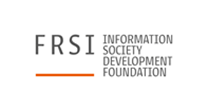 FRSI
INFORMATION
SOCIETY
DEVELOPMENT
FOUNDATION